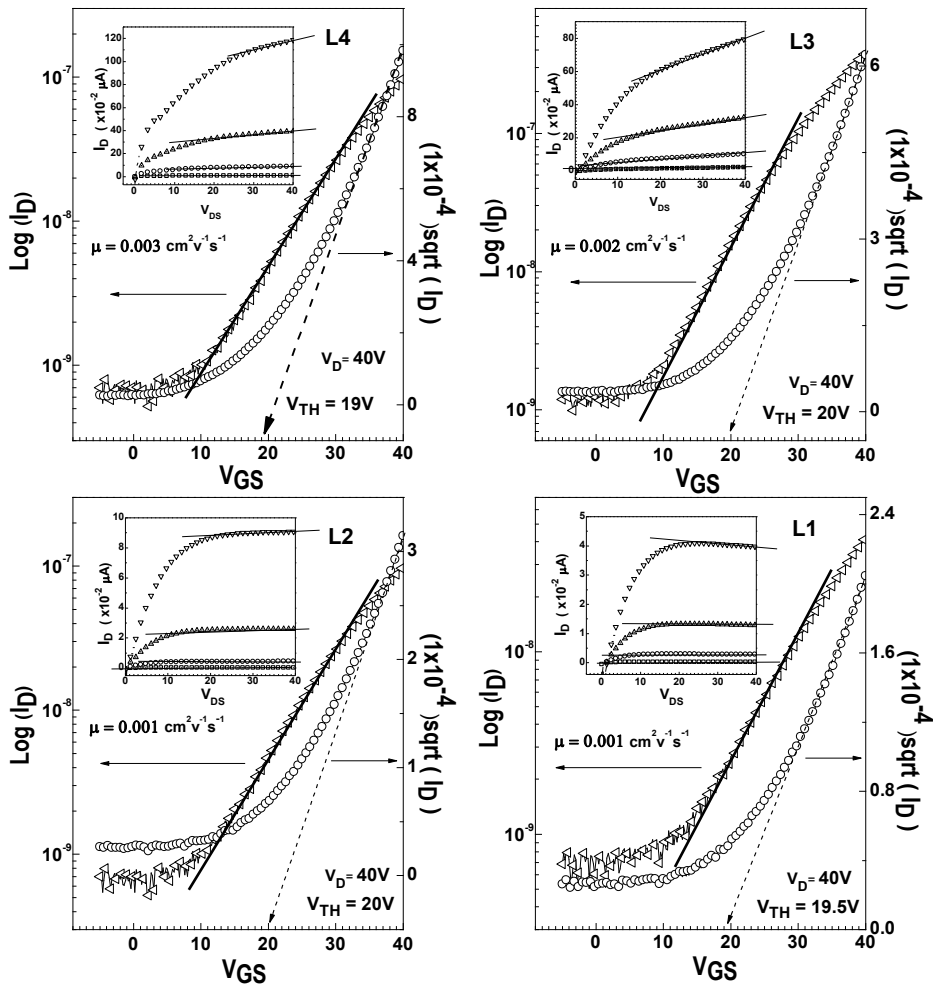 L4
120
100
80
60
40
20
0
I_D ( x10^-2 μA)
0 10 20 30 40
V_DS
10^-7
10^-8
10^-9
Log (I_D)
8
4
0
(1x10^-4 )sqrt ( I_D )
μ = 0.003 cm^2v^-1s^-1
V_D= 40V
V_TH = 19V
0 10 20 30 40
V_GS
L3
80
60
40
20
0
I_D ( x10^-2 μA)
0 10 20 30 40
V_DS
10^-7
10^-8
10^-9
Log (I_D)
6
3
0
(1x10^-4 )sqrt ( I_D )
μ = 0.002 cm^2v^-1s^-1
V_D= 40V
V_TH = 20V
0 10 20 30 40
V_GS
L2
10
8
6
4
2
0
I_D ( x10^-2 μA)
0 10 20 30 40
V_DS
10^-7
10^-8
10^-9
Log (I_D)
3
2
1
0
(1x10^-4 )sqrt ( I_D )
μ = 0.001 cm^2v^-1s^-1
V_D= 40V
V_TH = 20V
0 10 20 30 40
V_GS
L1
5
4
3
2
1
0
I_D ( x10^-2 μA)
0 10 20 30 40
V_DS
10^-8
10^-9
Log (I_D)
2.4
1.6
0.8
0.0
(1x10^-4 )sqrt ( I_D )
μ = 0.001 cm^2v^-1s^-1
V_D= 40V
V_TH = 19.5V
0 10 20 30 40
V_GS